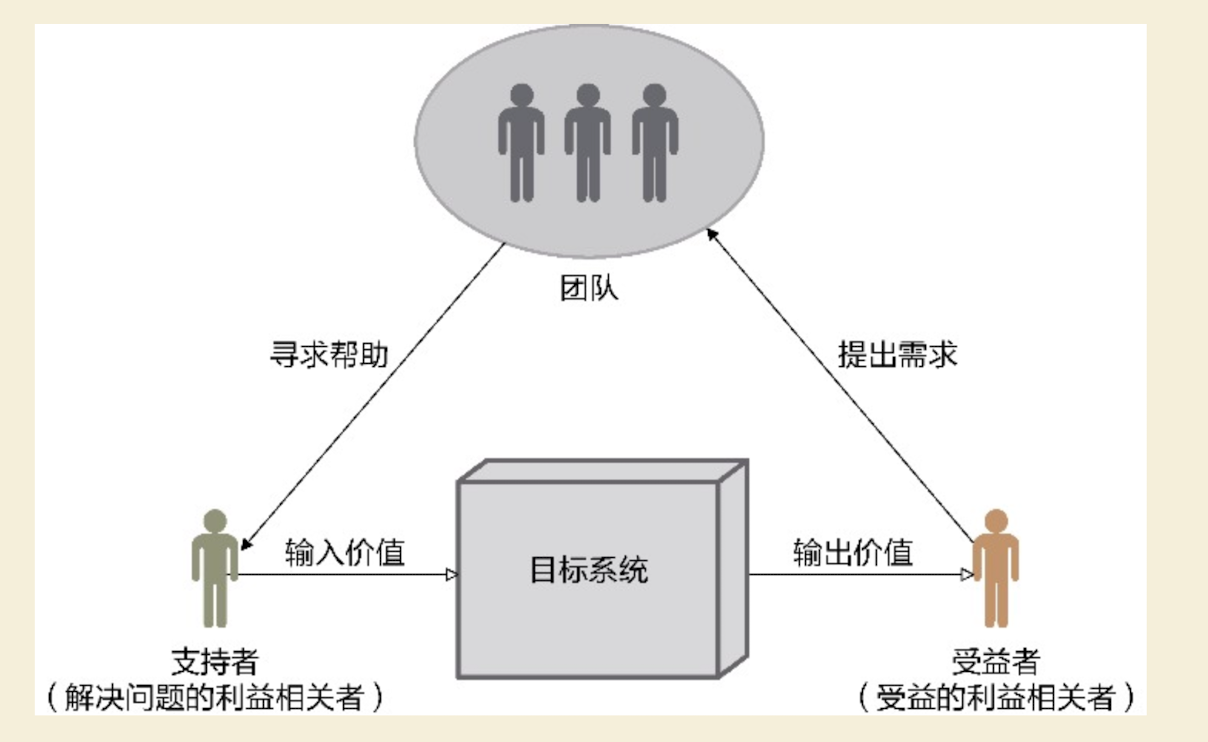 团队
寻求帮助
提出需求
输入价值
目标系统
输出价值
支持者
（解决问题的利益相关者）
受益者
（受益的利益相关者）